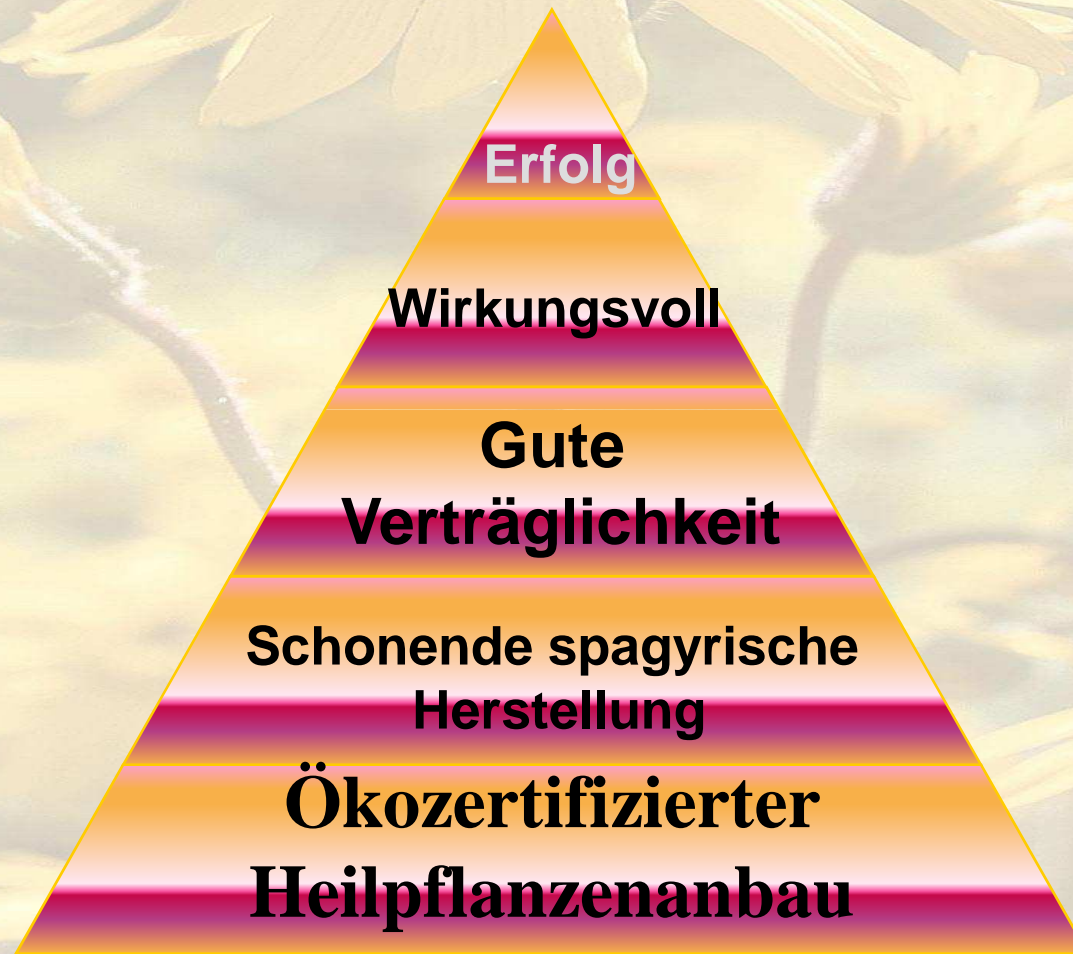 Erfolg
Wirkungsvoll
Gute
Verträglichkeit
Schonende spagyrische
Herstellung
Ökozertifizierter
Heilpflanzenanbau